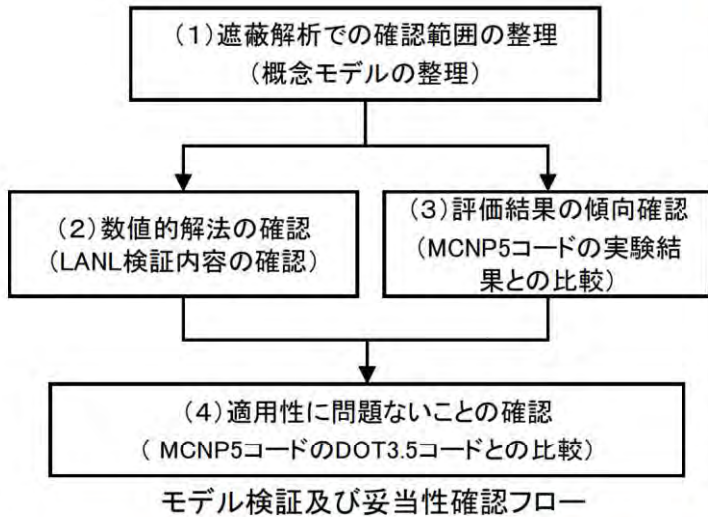 (1)遮蔽解析での確認範囲の整理
(概念モデルの整理)
(2)数値的解法の確認
(LANL検証内容の確認)
(3)評価結果の傾向確認
(MCNP5コードの実験結
果との比較)
(4)適用性に問題ないことの確認
( MCNP5コードのDOT3.5コードとの比較)
モデル検証及び妥当性確認フロー